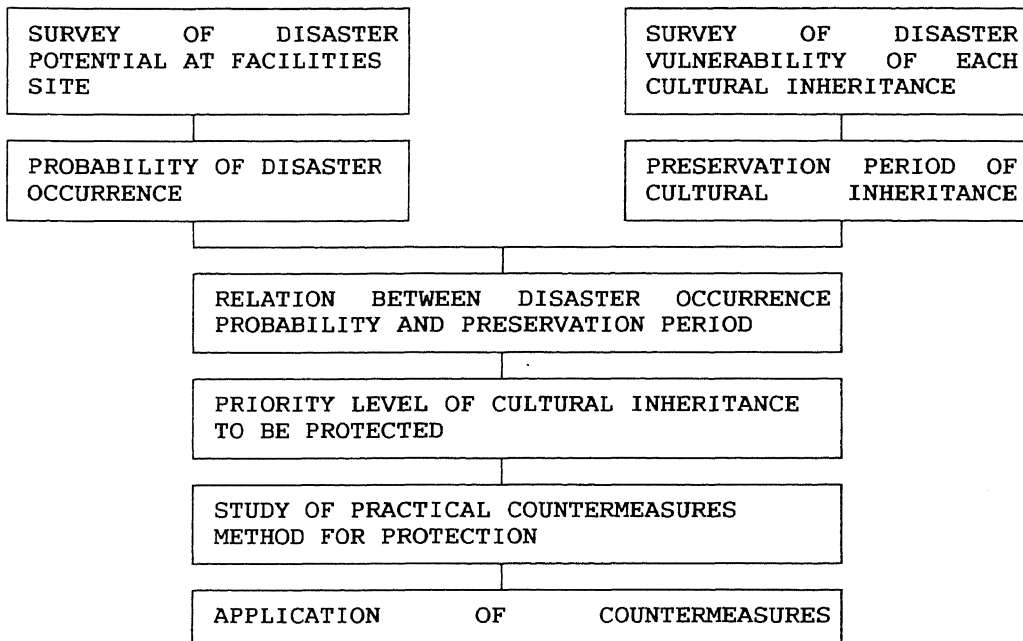 SURVEY OF DISASTER
POTENTIAL AT FACILITIES
SITE
SURVEY OF DISASTER
VULNERABILITY OF EACH
CULTURAL INHERITANCE
PROBABILITY OF DISASTER
OCCURRENCE
PRESERVATION PERIOD OF
CULTURAL INHERITANCE
RELATION BETWEEN DISASTER OCCURRENCE
PROBABILITY AND PRESERVATION PERIOD
PRIORITY LEVEL OF CULTURAL INHERITANCE
TO BE PROTECTED
STUDY OF PRACTICAL COUNTERMEASURES
METHOD FOR PROTECTION
APPLICATION OF COUNTERMEASURES